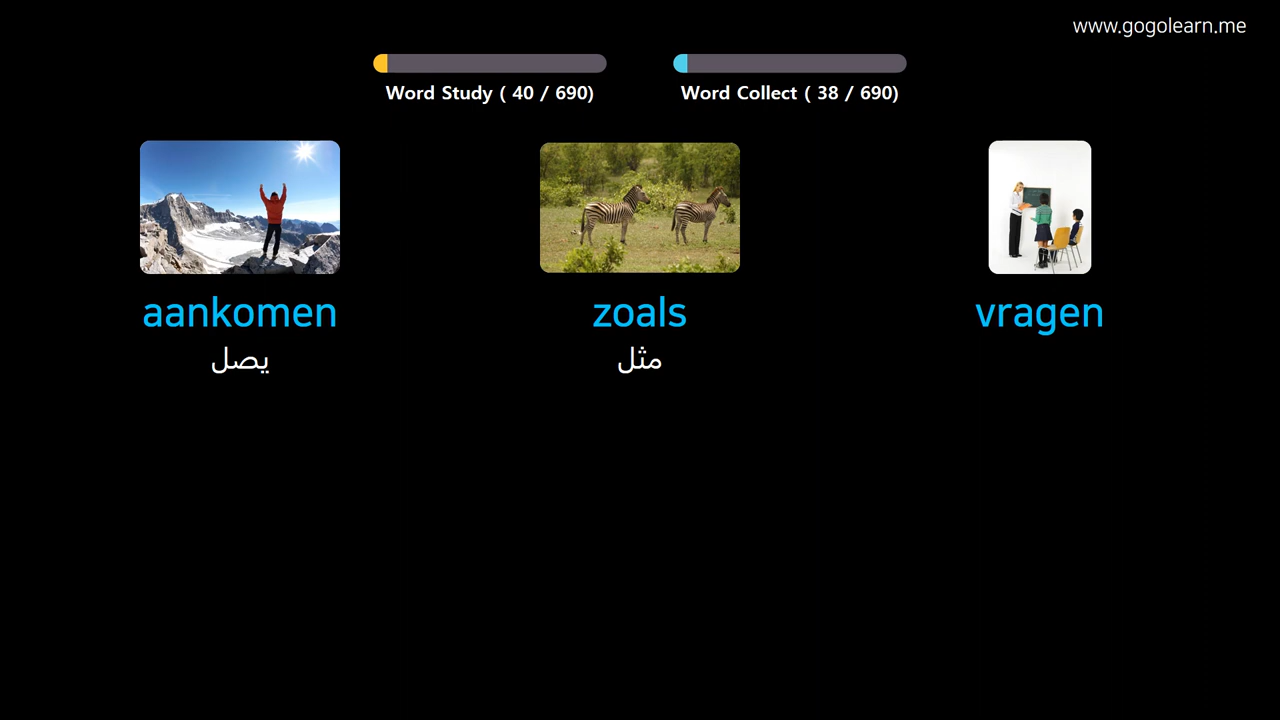 www.gogolearn.me
Word Study ( 40 / 690)
Word Collect ( 38 / 690)
aankomen
يصل
zoals
مثل
vragen